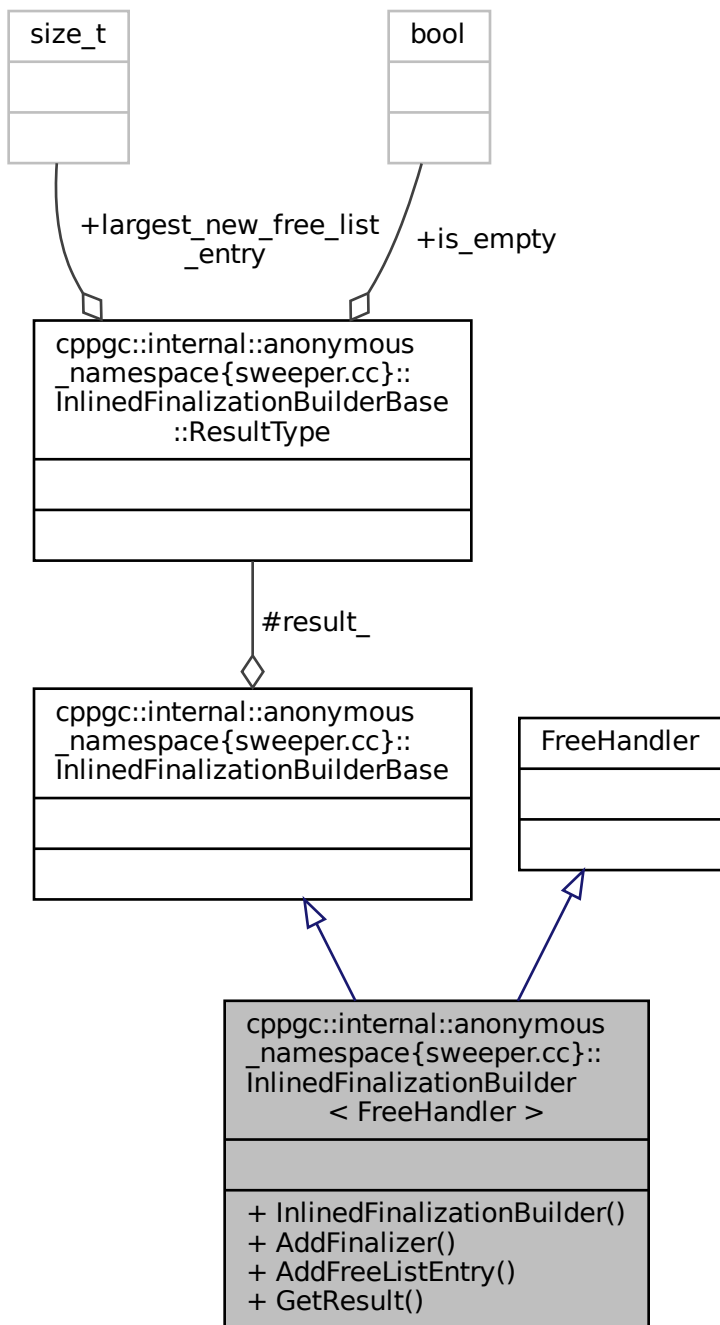 size_t
bool
+largest_new_free_list
_entry
+is_empty
cppgc::internal::anonymous
_namespace{sweeper.cc}::
InlinedFinalizationBuilderBase
::ResultType
#result_
cppgc::internal::anonymous
_namespace{sweeper.cc}::
InlinedFinalizationBuilderBase
FreeHandler
cppgc::internal::anonymous
_namespace{sweeper.cc}::
InlinedFinalizationBuilder
< FreeHandler >
+ InlinedFinalizationBuilder()
+ AddFinalizer()
+ AddFreeListEntry()
+ GetResult()